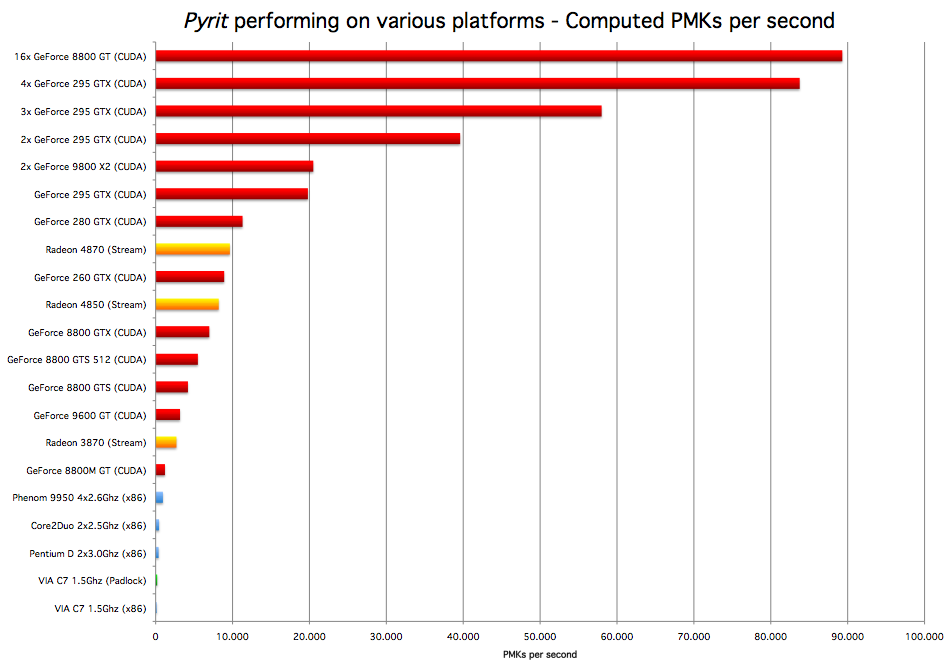 Pyrit performing on various platforms - Computed PMKs per second
16x GeForce 8800 GT (CUDA)
4x GeForce 295 GTX (CUDA)
3x GeForce 295 GTX (CUDA)
2x GeForce 295 GTX (CUDA)
2x GeForce 9800 X2 (CUDA)
GeForce 295 GTX (CUDA)
GeForce 280 GTX (CUDA)
Radeon 4870 (Stream)
GeForce 260 GTX (CUDA)
Radeon 4850 (Stream)
GeForce 8800 GTX (CUDA)
GeForce 8800 GTS 512 (CUDA)
GeForce 8800 GTS (CUDA)
GeForce 9600 GT (CUDA)
Radeon 3870 (Stream)
GeForce 8800M GT (CUDA)
Phenom 9950 4x2.6Ghz (x86)
Core2Duo 2x2.5Ghz (x86)
Pentium D 2x3.0Ghz (x86)
VIA C7 1.5Ghz (Padlock)
VIA C7 1.5Ghz (x86)
0 10.000 20.000 30.000 40.000 50.000 60.000 70.000 80.000 90.000 100.000
PMKs per second